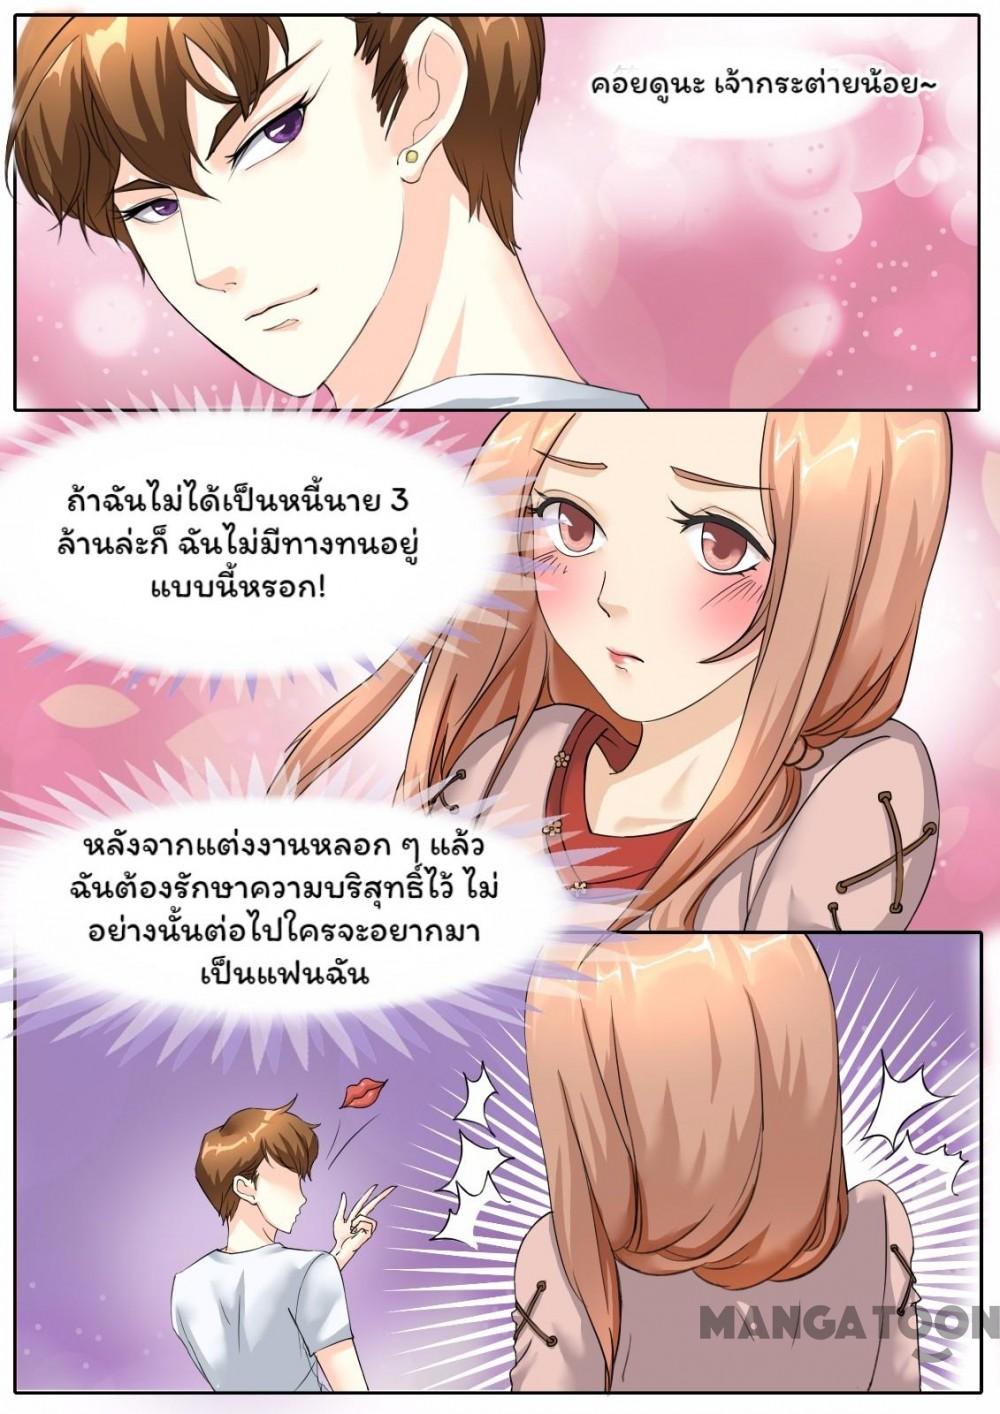 คอยดูนะ เจ้ากระต่ายน้อย~
ถ้าฉันไม่ได้เป็นหนี้นาย 3
ล้านล่ะก็ ฉันไม่มีทางทนอยู่
แบบนี้หรอก!
หลังจากแต่งงานหลอก ๆ แล้ว
ฉันต้องรักษาความบริสุทธิ์ไว้ ไม่
อย่างนั้นต่อไปใครจะอยากมา
เป็นแฟนฉัน
MANGATOON